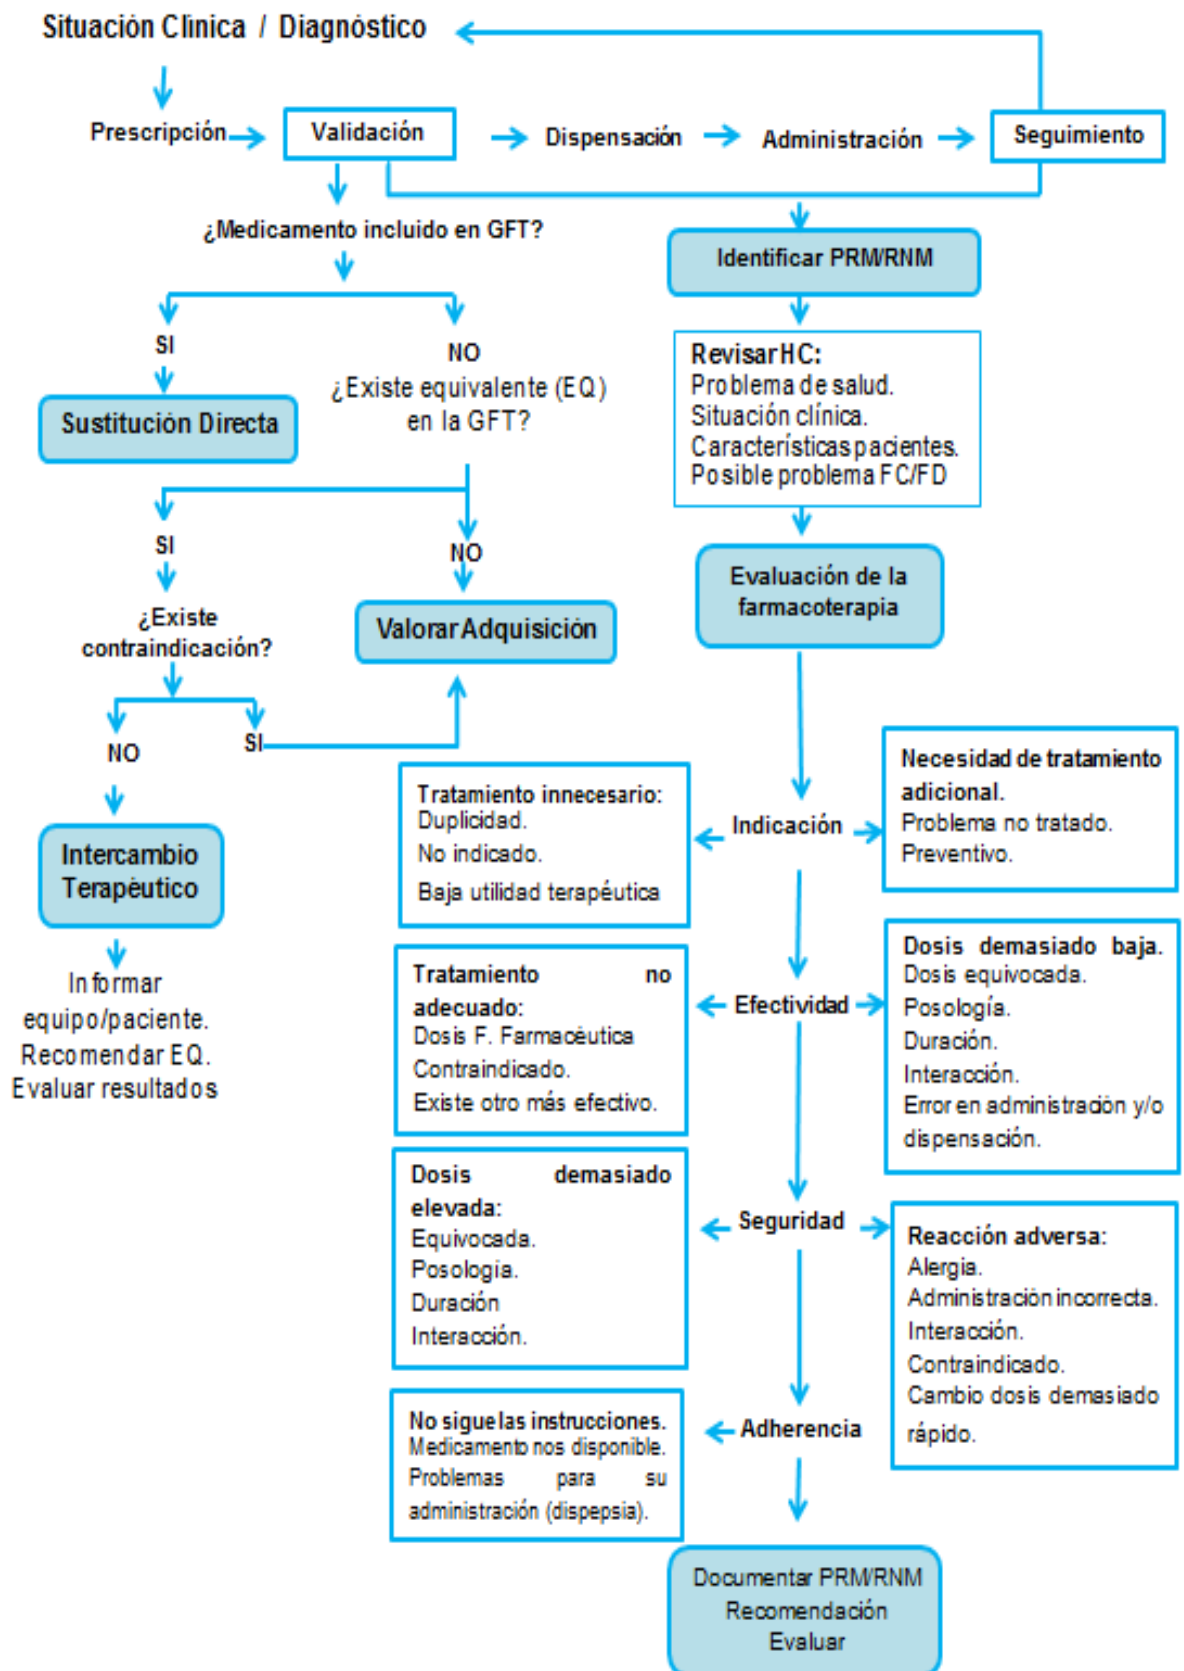 Situación Clínica / Diagnóstico
Prescripción
Validación
Dispensación
Administración
Seguimiento
¿Medicamento incluido en GFT?
SI
Sustitución Directa
NO
¿Existe equivalente (EQ)
en la GFT?
SI
¿Existe
contraindicación?
NO
Valorar Adquisición
NO
SI
Intercambio
Terapéutico
Informar
equipo/paciente.
Recomendar EQ.
Evaluar resultados
Identificar PRM/RNM
Revisar HC:
Problema de salud.
Situación clínica.
Característícas pacientes.
Posible problema FC/FD
Evaluación de la
farmacoterapia
Tratamiento innecesario:
Duplicidad.
No indicado.
Baja utilidad terapéutica
Indicación
Necesidad de tratamiento
adicional.
Problema no tratado.
Preventivo.
Tratamiento no
adecuado:
Dosis F. Farmacéutica
Contraindicado.
Existe otro más efectivo.
Efectividad
Dosis demasiado baja.
Dosis equivocada.
Posología.
Duración.
Interacción.
Error en administración y/o
dispensación.
Dosis demasiado
elevada:
Equivocada.
Posología.
Duración
Interacción.
Seguridad
Reacción adversa:
Alergia.
Administración incorrecta.
Interacción.
Contraindicado.
Cambio dosis demasiado
rápido.
No sigue las instrucciones.
Medicamento nos disponible.
Problemas para su
administración (dispepsia).
Adherencia
Documentar PRM/RNM
Recomendación
Evaluar